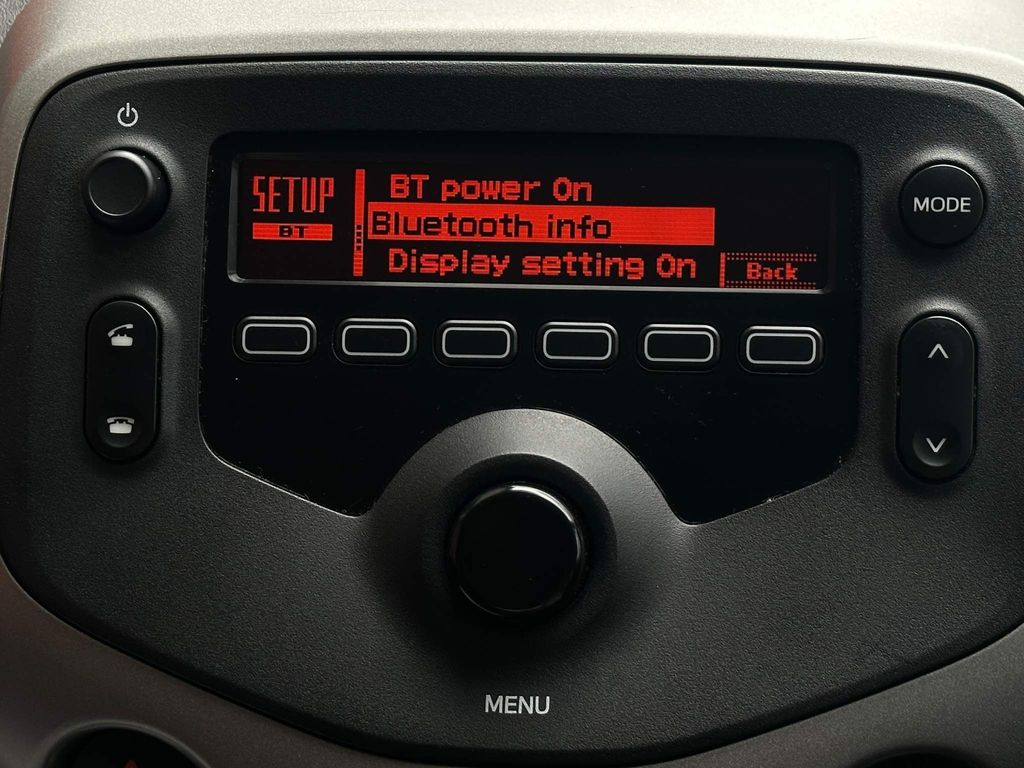 SETUP
BT
BT power On
Bluetooth info
Display setting On
Back
MODE
MENU